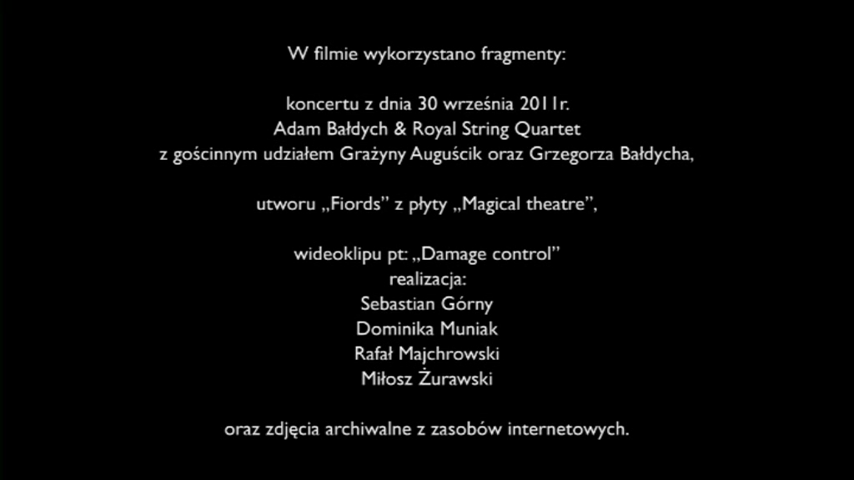 W filmie wykorzystano fragmenty:
koncertu z dnia 30 września 2011r.
Adam Bałdych & Royal String Quartet
z gościnnym udziałem Grażyny Auguścik oraz Grzegorza Bałdycha,
utworu „Fiords” z płyty „Magical theatre”,
wideoklipu pt: „Damage control”
realizacja:
Sebastian Górny
Dominika Muniak
Rafał Majchrowski
Miłosz Żurawski
oraz zdjęcia archiwalne z zasobów internetowych.